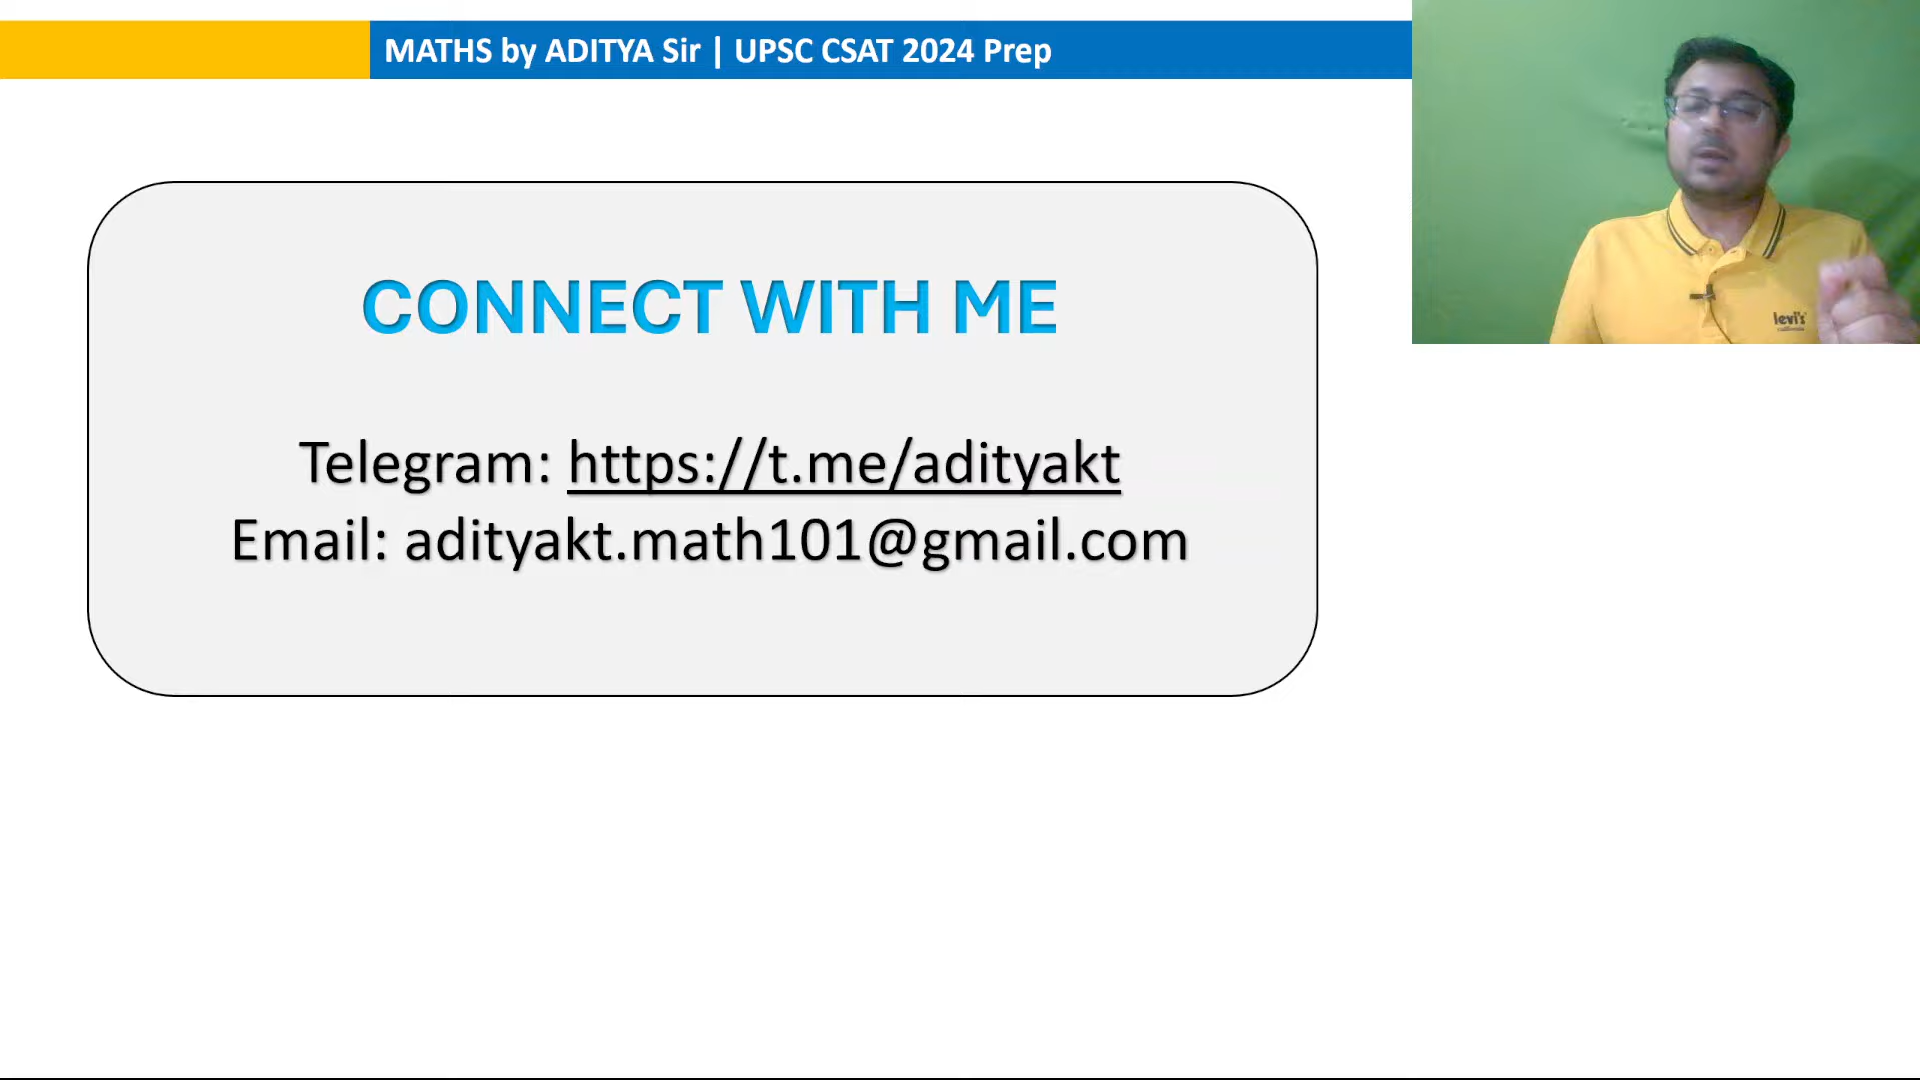 MATHS by ADITYA Sir | UPSC CSAT 2024 Prep
CONNECT WITH ME
Telegram: https://t.me/adityakt
Email: adityakt.math101@gmail.com
levi's